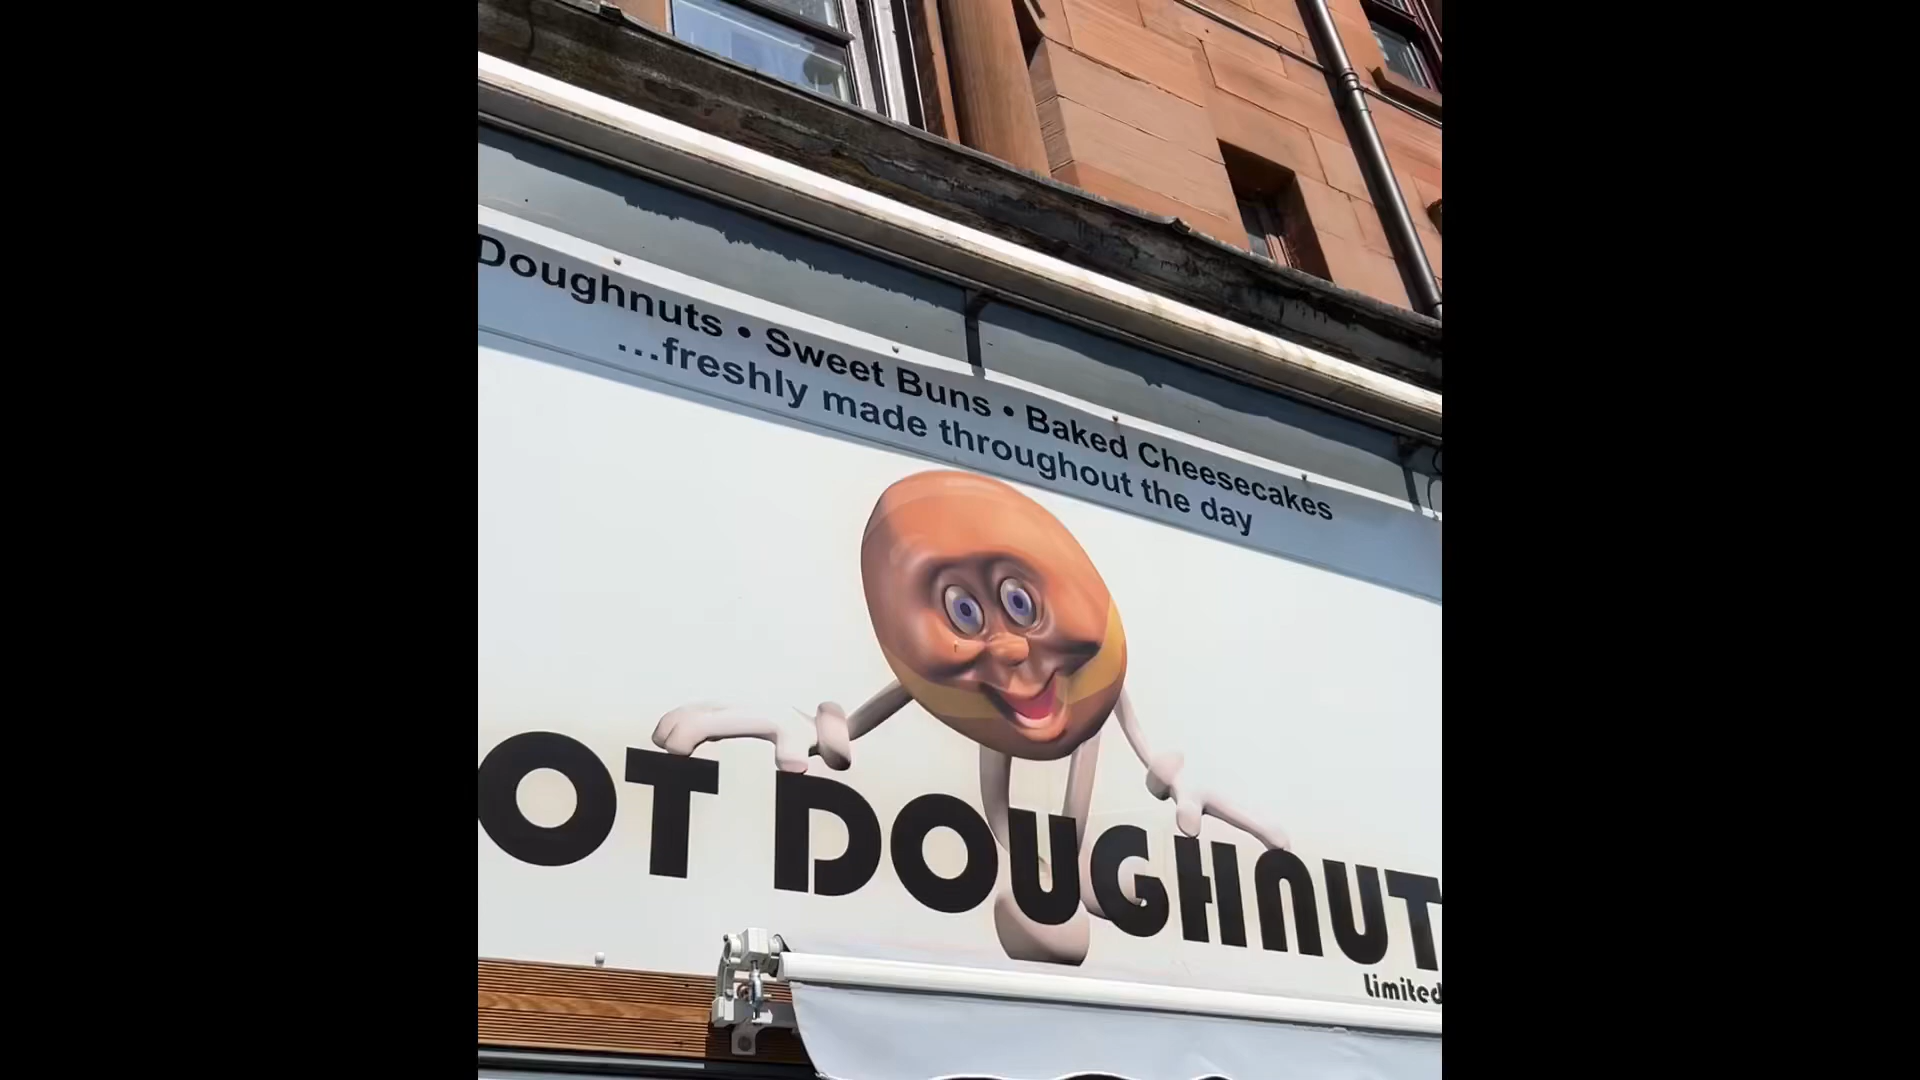 Doughnuts • Sweet Buns • Baked Cheesecakes
...freshly made throughout the day
OT DOUGHNUT
limited